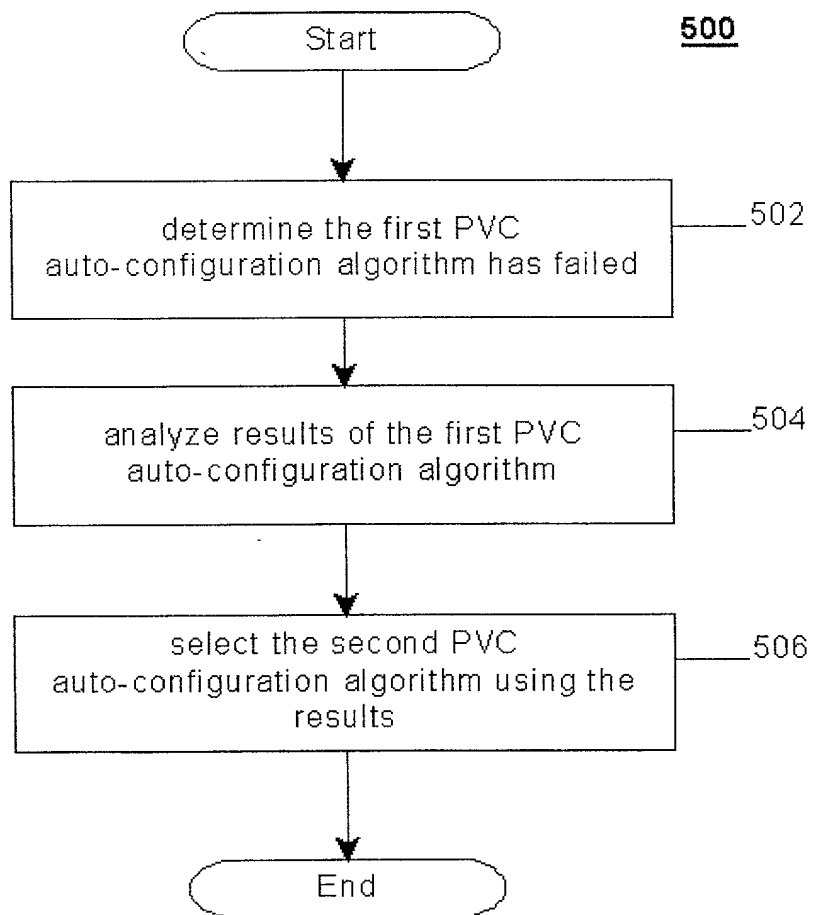 Start
500
determine the first PVC
auto-configuration algorithm has failed
502
analyze results of the first PVC
auto-configuration algorithm
504
select the second PVC
auto-configuration algorithm using the
results
506
End